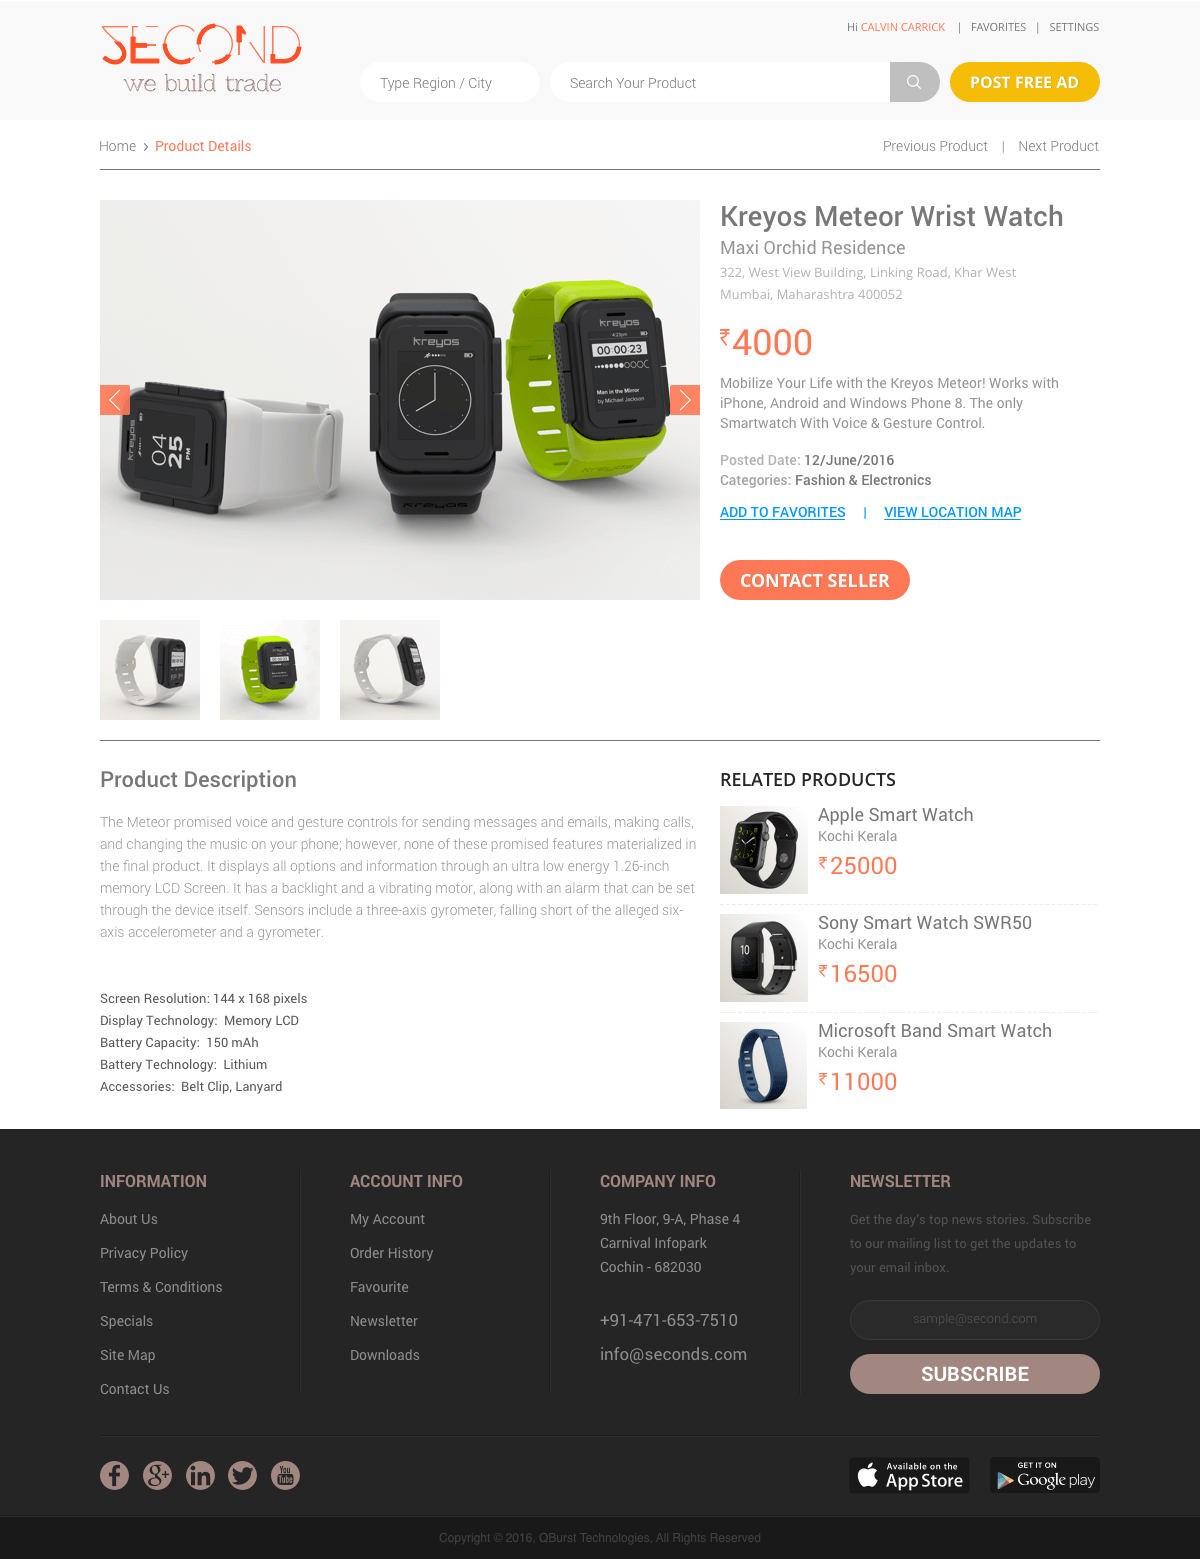 SECOND
we build trade
Hi CALVIN CARRICK | FAVORITES | SETTINGS
Type Region / City
Search Your Product
POST FREE AD
Home > Product Details
Previous Product | Next Product
kreyos
04
25 PM
kreyos
kreyos
kreyos
4:23pm
00:00:23
Man in the Mirror
by Michael Jackson
Kreyos Meteor Wrist Watch
Maxi Orchid Residence
322, West View Building, Linking Road, Khar West
Mumbai, Maharashtra 400052
₹4000
Mobilize Your Life with the Kreyos Meteor! Works with
iPhone, Android and Windows Phone 8. The only
Smartwatch With Voice & Gesture Control.
Posted Date: 12/June/2016
Categories: Fashion & Electronics
ADD TO FAVORITES | VIEW LOCATION MAP
CONTACT SELLER
Product Description
The Meteor promised voice and gesture controls for sending messages and emails, making calls,
and changing the music on your phone; however, none of these promised features materialized in
the final product. It displays all options and information through an ultra low energy 1.26-inch
memory LCD Screen. It has a backlight and a vibrating motor, along with an alarm that can be set
through the device itself. Sensors include a three-axis gyrometer, falling short of the alleged six-
axis accelerometer and a gyrometer.
Screen Resolution: 144 x 168 pixels
Display Technology: Memory LCD
Battery Capacity: 150 mAh
Battery Technology: Lithium
Accessories: Belt Clip, Lanyard
RELATED PRODUCTS
Apple Smart Watch
Kochi Kerala
₹25000
Sony Smart Watch SWR50
Kochi Kerala
₹16500
10
Microsoft Band Smart Watch
Kochi Kerala
₹11000
INFORMATION
About Us
Privacy Policy
Terms & Conditions
Specials
Site Map
Contact Us
ACCOUNT INFO
My Account
Order History
Favourite
Newsletter
Downloads
COMPANY INFO
9th Floor, 9-A, Phase 4
Carnival Infopark
Cochin - 682030
+91-471-653-7510
info@seconds.com
NEWSLETTER
Get the day's top news stories. Subscribe
to our mailing list to get the updates to
your email inbox.
sample@second.com
SUBSCRIBE
You Tube
Available on the
App Store
GET IT ON
Google play
Copyright © 2016, QBurst Technologies, All Rights Reserved